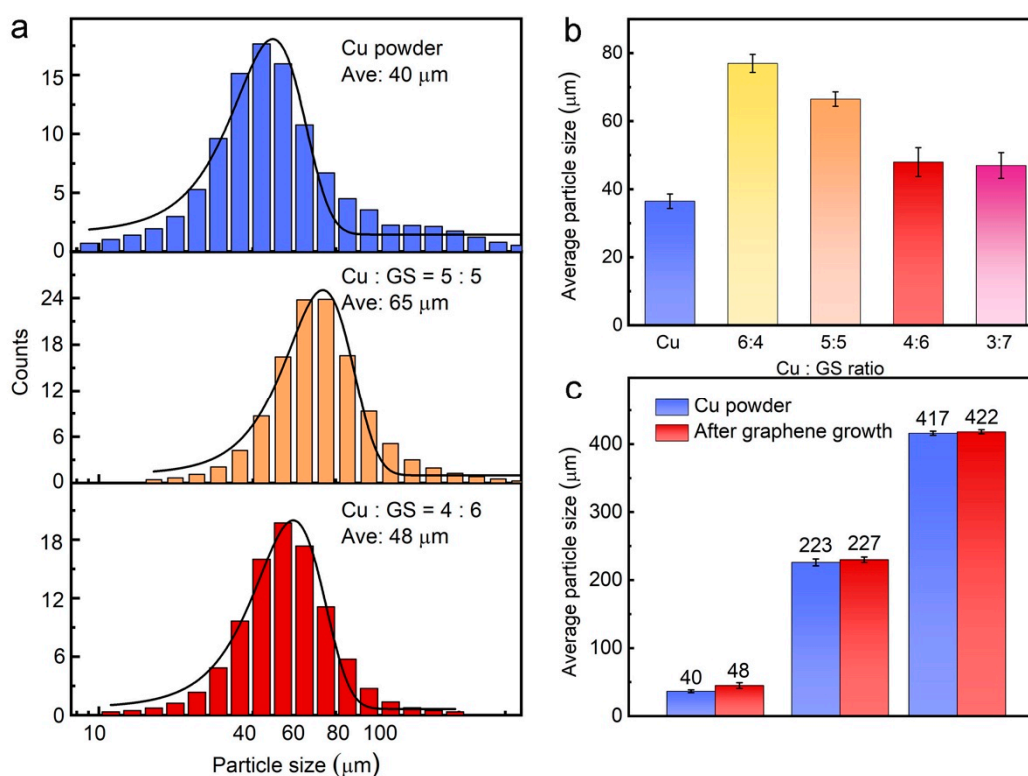 a
Cu powder
Ave: 40 μm
15
10
5
0
Cu : GS = 5 : 5
Ave: 65 μm
24
18
12
6
0
Cu : GS = 4 : 6
Ave: 48 μm
18
12
6
0
10
40
60
80
100
Counts
Particle size (μm)
b
80
60
40
20
0
Average particle size (μm)
Cu
6:4
5:5
4:6
3:7
Cu : GS ratio
c
Cu powder
After graphene growth
417
422
223
227
40
48
400
300
200
100
0
Average particle size (μm)